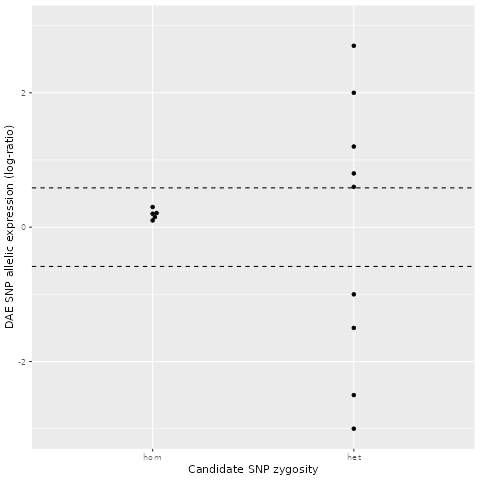 DAE SNP allelic expression (log-ratio)
2
0
-2
hom het
Candidate SNP zygosity